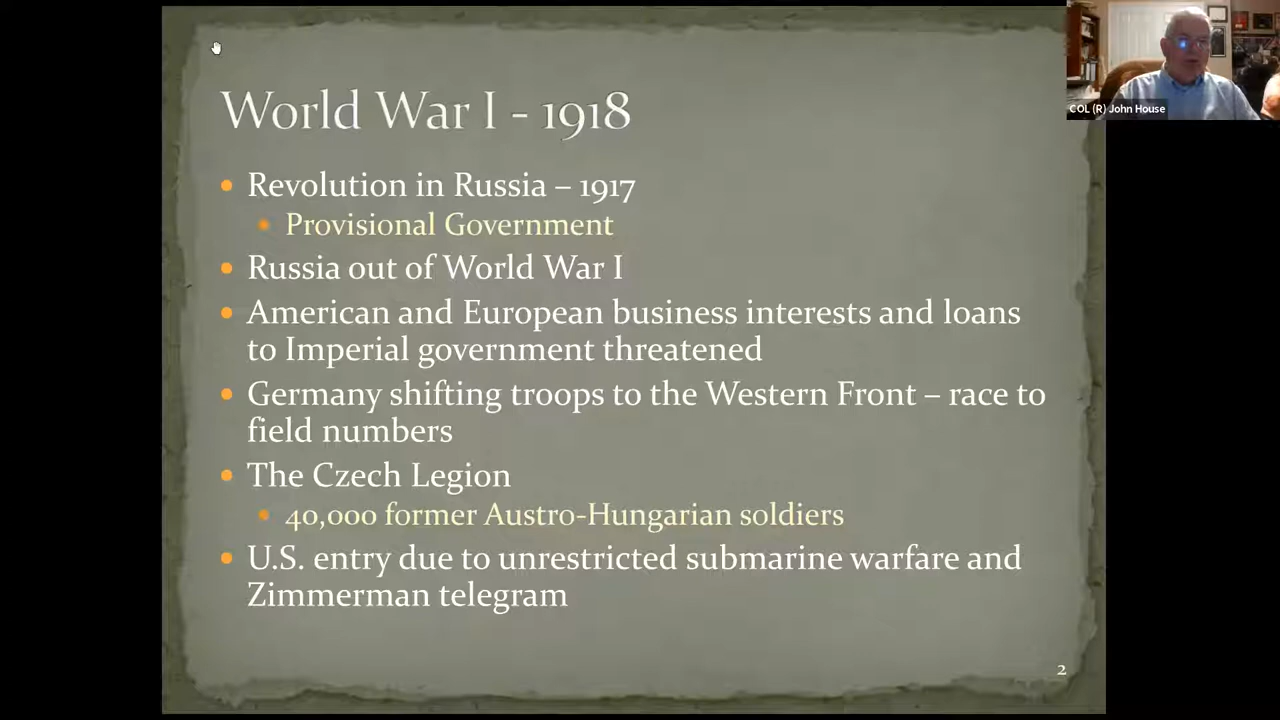 COL (R) John House
World War I - 1918
• Revolution in Russia – 1917
• Provisional Government
• Russia out of World War I
• American and European business interests and loans
to Imperial government threatened
• Germany shifting troops to the Western Front – race to
field numbers
• The Czech Legion
• 40,000 former Austro-Hungarian soldiers
• U.S. entry due to unrestricted submarine warfare and
Zimmerman telegram
2